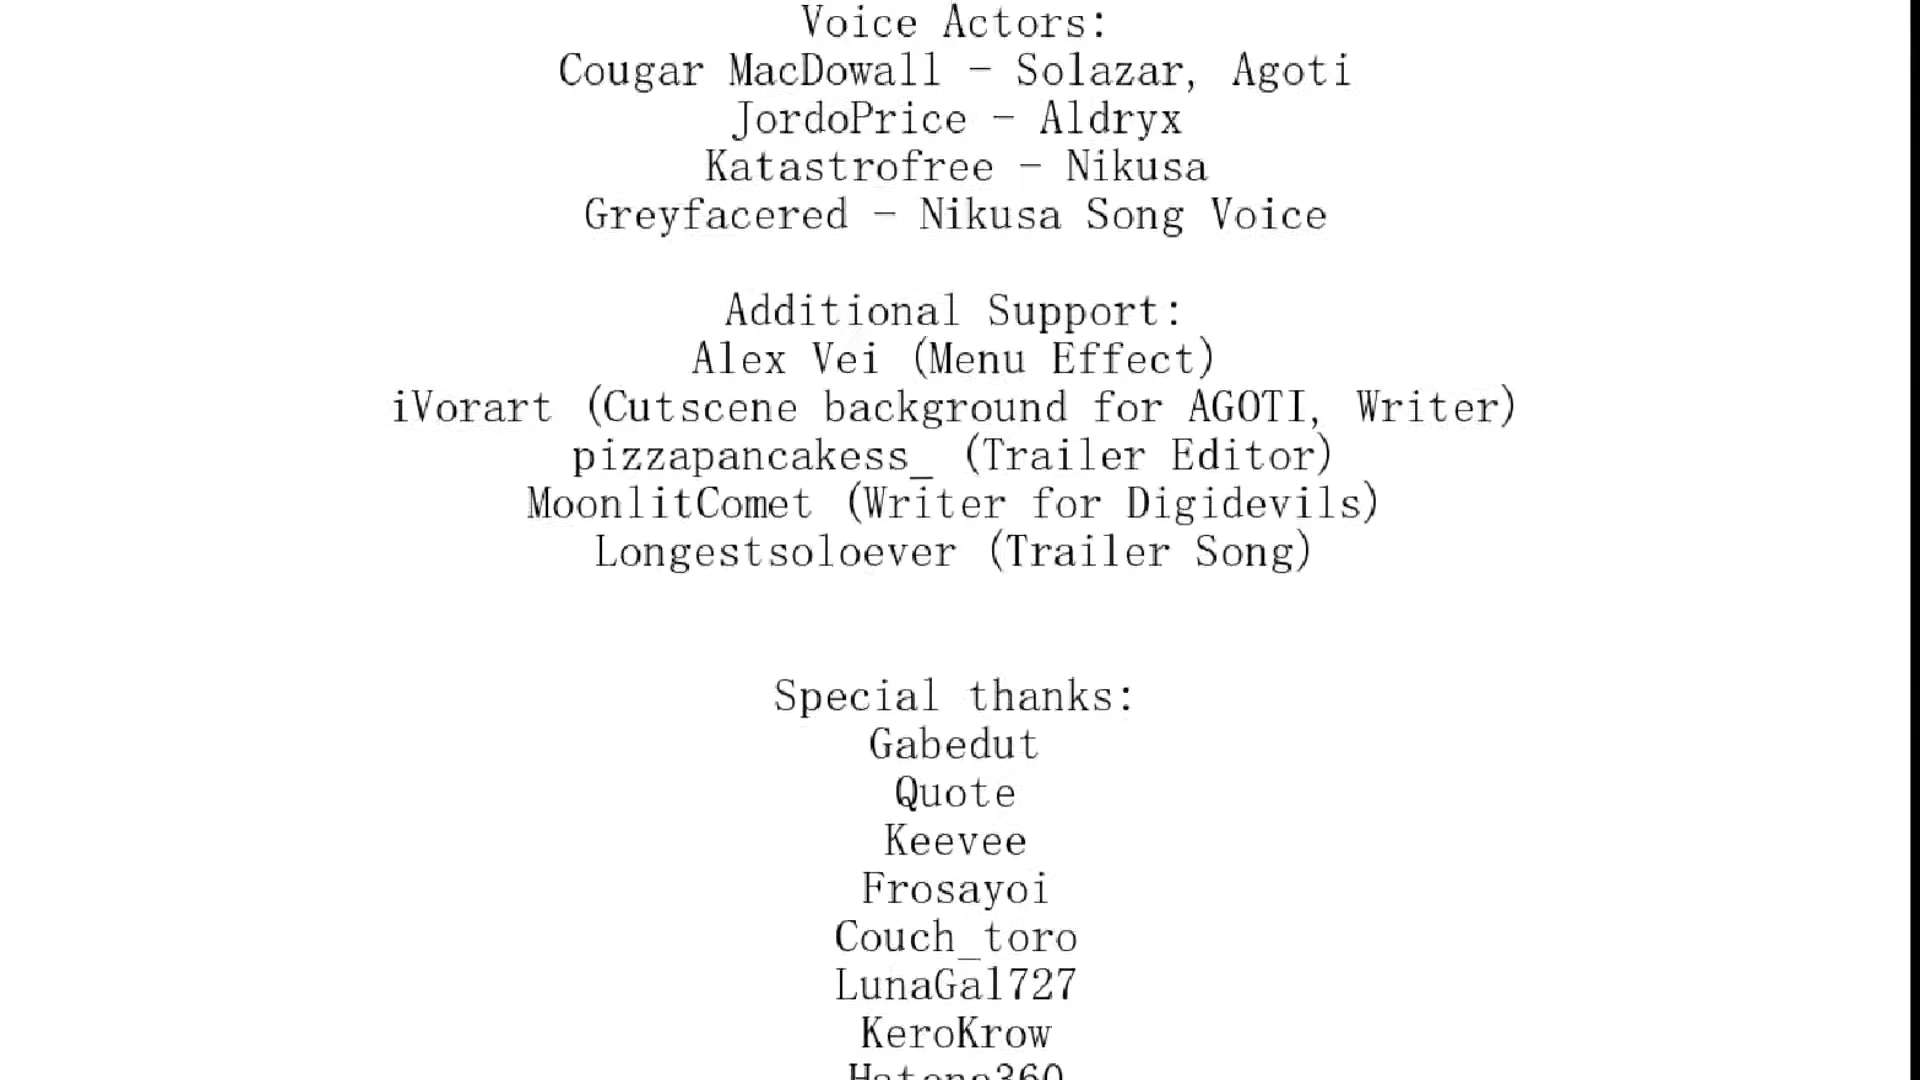 Voice Actors:
Cougar MacDowall - Solazar, Agoti
JordoPrice - Aldryx
Katastrofree - Nikusa
Greyfacered - Nikusa Song Voice
Additional Support:
Alex Vei (Menu Effect)
iVorart (Cutscene background for AGOTI, Writer)
pizzapancakess_ (Trailer Editor)
MoonlitComet (Writer for Digidevils)
Longestsoloever (Trailer Song)
Special thanks:
Gabedut
Quote
Keevee
Frosayoi
Couch_toro
LunaGal727
KeroKrow